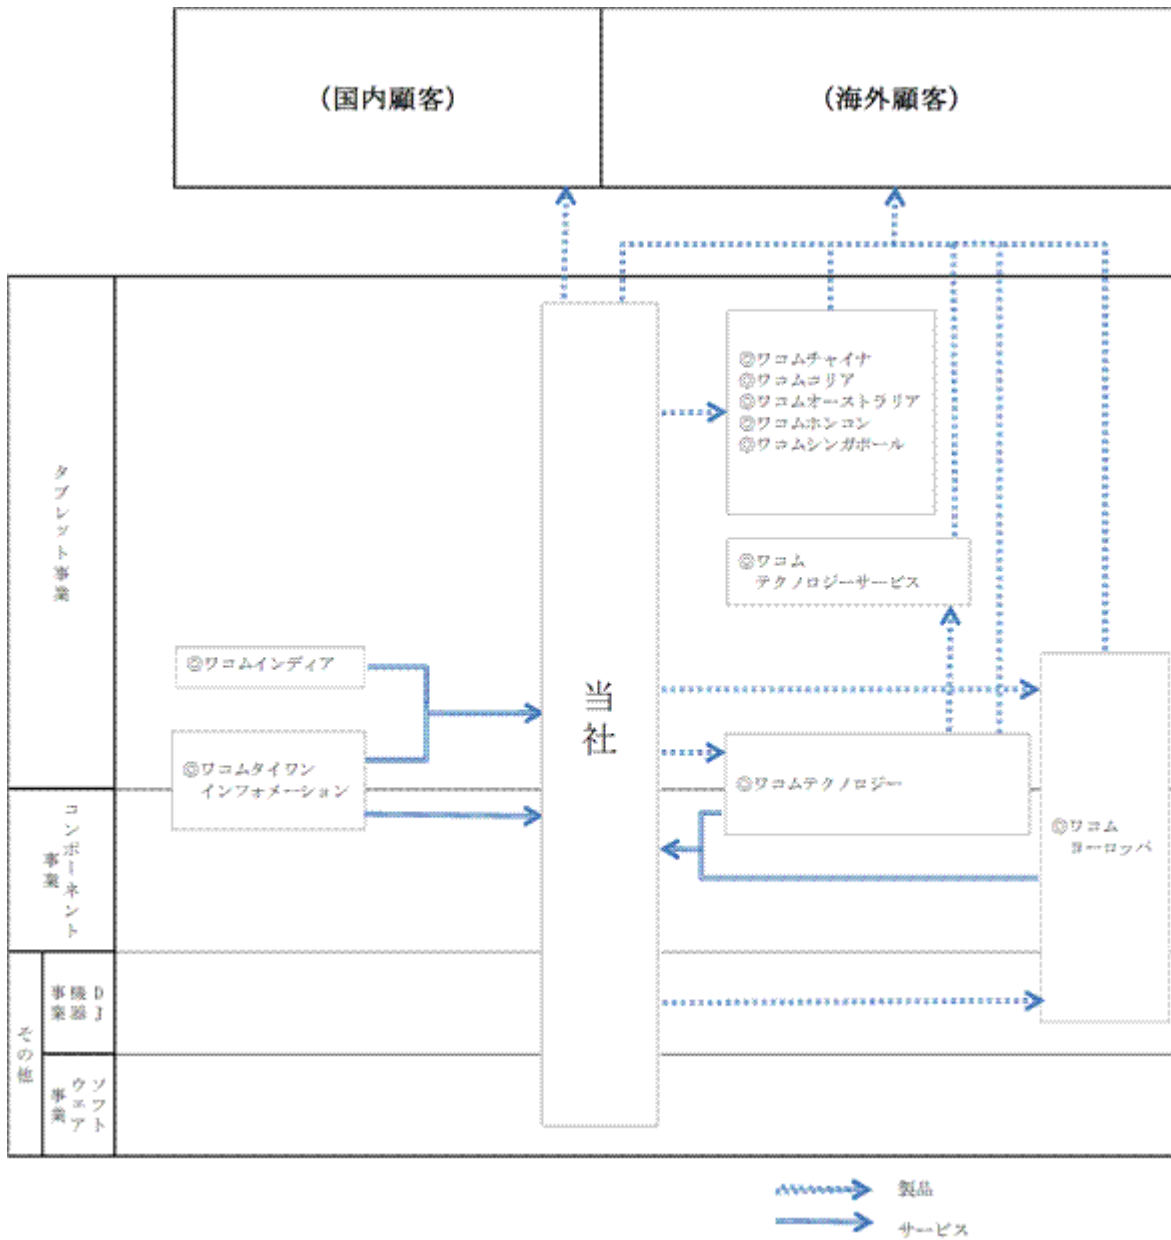 (国内顧客)
(海外顧客)
タブレット事業
◎ワコムチャイナ
◎ワコムコリア
◎ワコムオーストラリア
◎ワコムホンコン
◎ワコムシンガポール
◎ワコム
テクノロジーサービス
◎ワコムインディア
当社
◎ワコムタイワン
インフォメーション
◎ワコムテクノロジー
◎ワコム
ヨーロッパ
コンポーネント
事業
その他
DJ
機器
事業
ソフト
ウェア
事業
製品
サービス